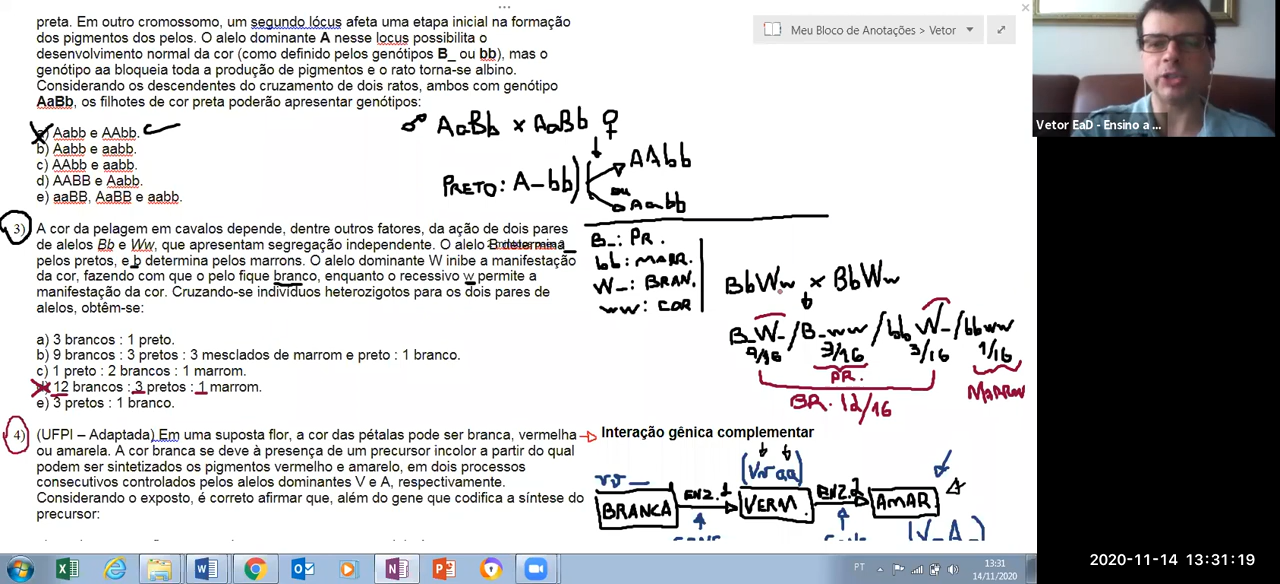 preta. Em outro cromossomo, um segundo lócus afeta uma etapa inicial na formação
dos pigmentos dos pelos. O alelo dominante A nesse locus possibilita o
desenvolvimento normal da cor (como definido pelos genótipos B_ ou bb), mas o
genótipo aa bloqueia toda a produção de pigmentos e o rato torna-se albino.
Considerando os descendentes do cruzamento de dois ratos, ambos com genótipo
AaBb, os filhotes de cor preta poderão apresentar genótipos:
a) Aabb e AAbb.
b) Aabb e aabb.
c) AAbb e aabb.
d) AABB e Aabb.
e) aaBB, AaBB e aabb.
♂ AaBb x AaBb ♀
PRETO: A_bb
AAbb
ou
Aabb
3) A cor da pelagem em cavalos depende, dentre outros fatores, da ação de dois pares
de alelos Bb e Ww, que apresentam segregação independente. O alelo B determina
pelos pretos, e b determina pelos marrons. O alelo dominante W inibe a manifestação
da cor, fazendo com que o pelo fique branco, enquanto o recessivo w permite a
manifestação da cor. Cruzando-se indivíduos heterozigotos para os dois pares de
alelos, obtêm-se:
a) 3 brancos : 1 preto.
b) 9 brancos : 3 pretos : 3 mesclados de marrom e preto : 1 branco.
c) 1 preto : 2 brancos : 1 marrom.
d) 12 brancos : 3 pretos : 1 marrom.
e) 3 pretos : 1 branco.
B_: PR.
bb: MARR.
W_: BRAN.
ww: COR
BbWw x BbWw
B_W_ / B_ww / bb W_ / bbww
9/16 3/16 3/16 1/16
PR.
MARROM
BR. 12/16
4) (UFPI – Adaptada) Em uma suposta flor, a cor das pétalas pode ser branca, vermelha
ou amarela. A cor branca se deve à presença de um precursor incolor a partir do qual
podem ser sintetizados os pigmentos vermelho e amarelo, em dois processos
consecutivos controlados pelos alelos dominantes V e A, respectivamente.
Considerando o exposto, é correto afirmar que, além do gene que codifica a síntese do
precursor:
Interação gênica complementar
vv __
BRANCA
ENZ. 1
VERM.
ENZ. 2
AMAR.
(V_A_)
Meu Bloco de Anotações > Vetor
Vetor EaD - Ensino a ...
PT
13:31
14/11/2020
2020-11-14 13:31:19